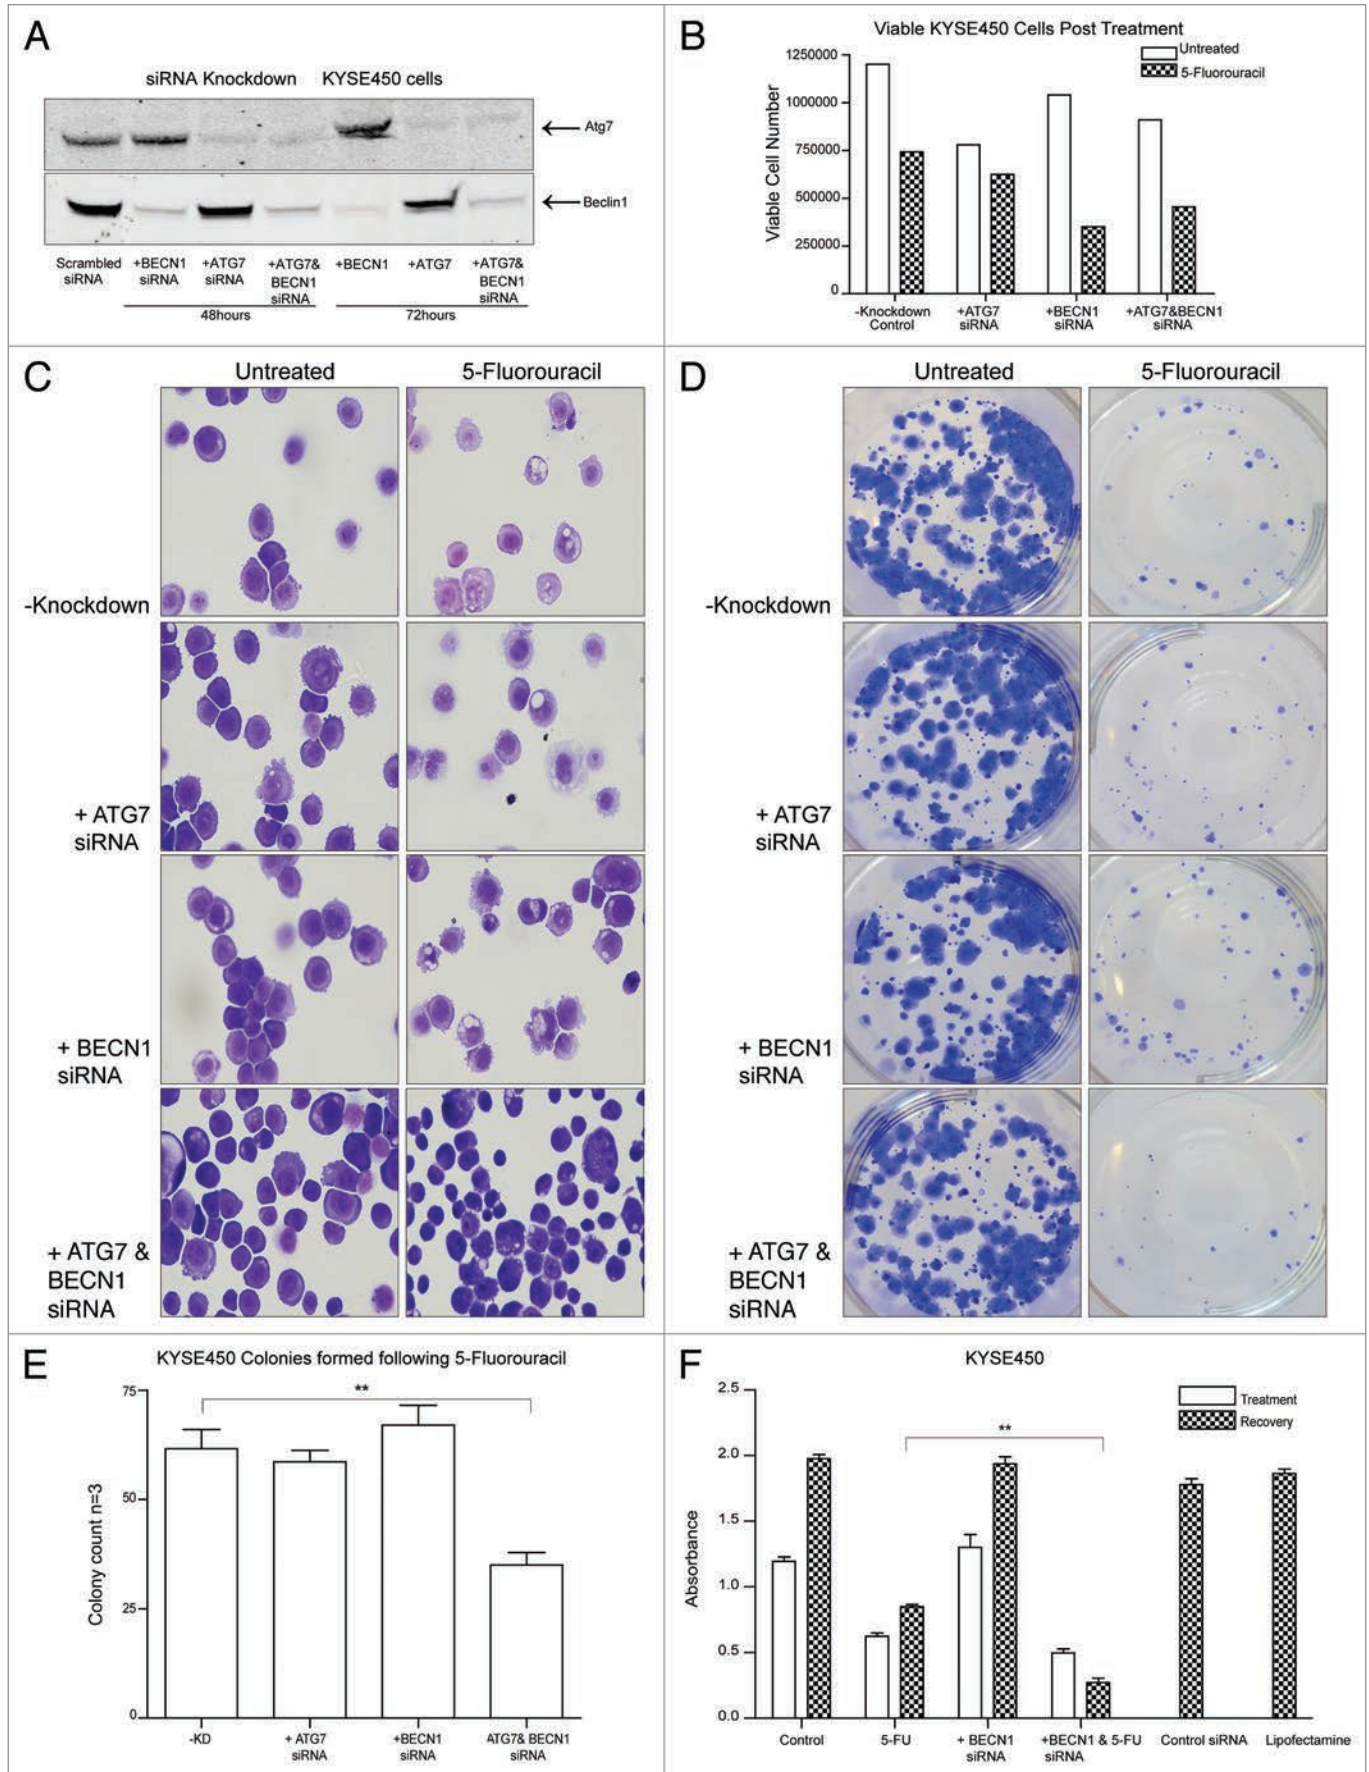 A
siRNA Knockdown KYSE450 cells
Atg7
Beclin1
Scrambled siRNA
+BECN1 siRNA
+ATG7 siRNA
+ATG7& BECN1 siRNA
+BECN1
+ATG7
+ATG7& BECN1 siRNA
48hours
72hours
B
Viable KYSE450 Cells Post Treatment
Untreated
5-Fluorouracil
Viable Cell Number
1250000
1000000
750000
500000
250000
0
-Knockdown Control
+ATG7 siRNA
+BECN1 siRNA
+ATG7&BECN1 siRNA
C
Untreated
5-Fluorouracil
-Knockdown
+ ATG7
siRNA
+ BECN1
siRNA
+ ATG7 &
BECN1
siRNA
D
Untreated
5-Fluorouracil
-Knockdown
+ ATG7
siRNA
+ BECN1
siRNA
+ ATG7 &
BECN1
siRNA
E
KYSE450 Colonies formed following 5-Fluorouracil
**
Colony count n=3
75
50
25
0
-KD
+ ATG7 siRNA
+BECN1 siRNA
ATG7& BECN1 siRNA
F
KYSE450
Treatment
Recovery
**
Absorbance
2.5
2.0
1.5
1.0
0.5
0.0
Control
5-FU
+ BECN1 siRNA
+BECN1 & 5-FU siRNA
Control siRNA
Lipofectamine